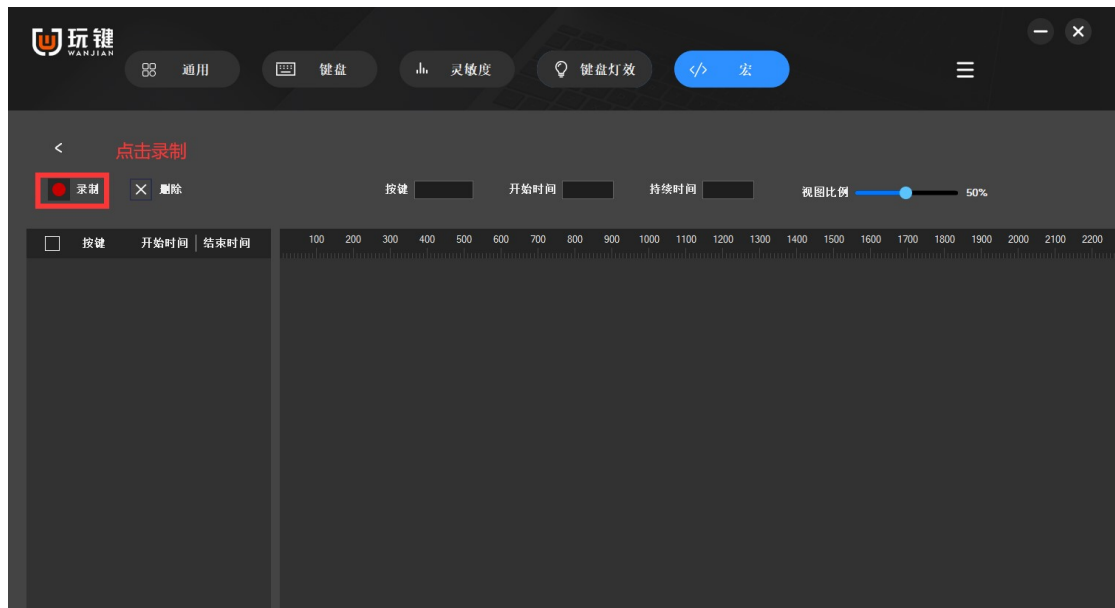 玩键
WANJIAN
通用 键盘 灵敏度 键盘灯效 </> 宏
< 点击录制
录制 删除 按键 开始时间 持续时间 视图比例 50%
按键 开始时间 结束时间 100 200 300 400 500 600 700 800 900 1000 1100 1200 1300 1400 1500 1600 1700 1800 1900 2000 2100 2200